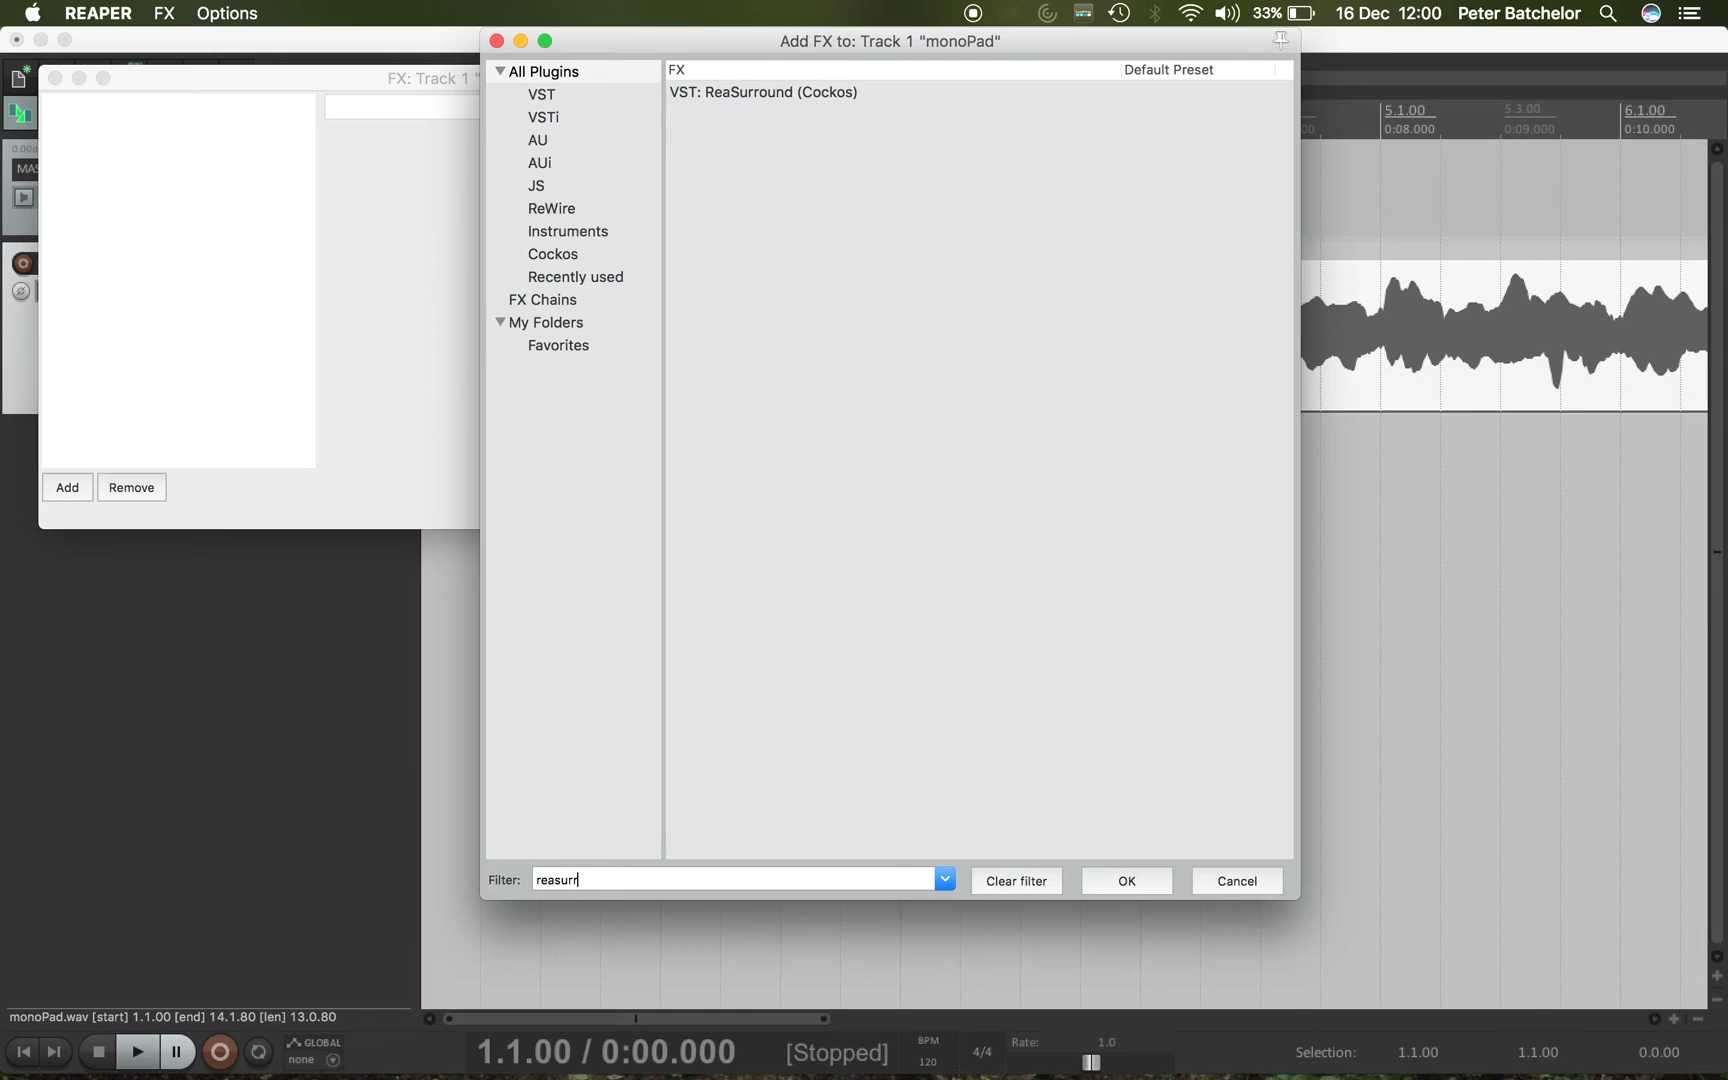 REAPER FX Options
33% 16 Dec 12:00 Peter Batchelor
Add FX to: Track 1 "monoPad"
FX: Track 1 "
All Plugins
VST
VSTi
AU
AUi
JS
ReWire
Instruments
Cockos
Recently used
FX Chains
My Folders
Favorites
FX Default Preset
VST: ReaSurround (Cockos)
5.1.00 5.3.00 6.1.00
00 0:08.000 0:09.000 0:10.000
0.00d
MAS
Add Remove
Filter: reasurr Clear filter OK Cancel
monoPad.wav [start] 1.1.00 [end] 14.1.80 [len] 13.0.80
GLOBAL
none
1.1.00 / 0:00.000 [Stopped]
BPM
120
4/4
Rate: 1.0
Selection: 1.1.00 1.1.00 0.0.00